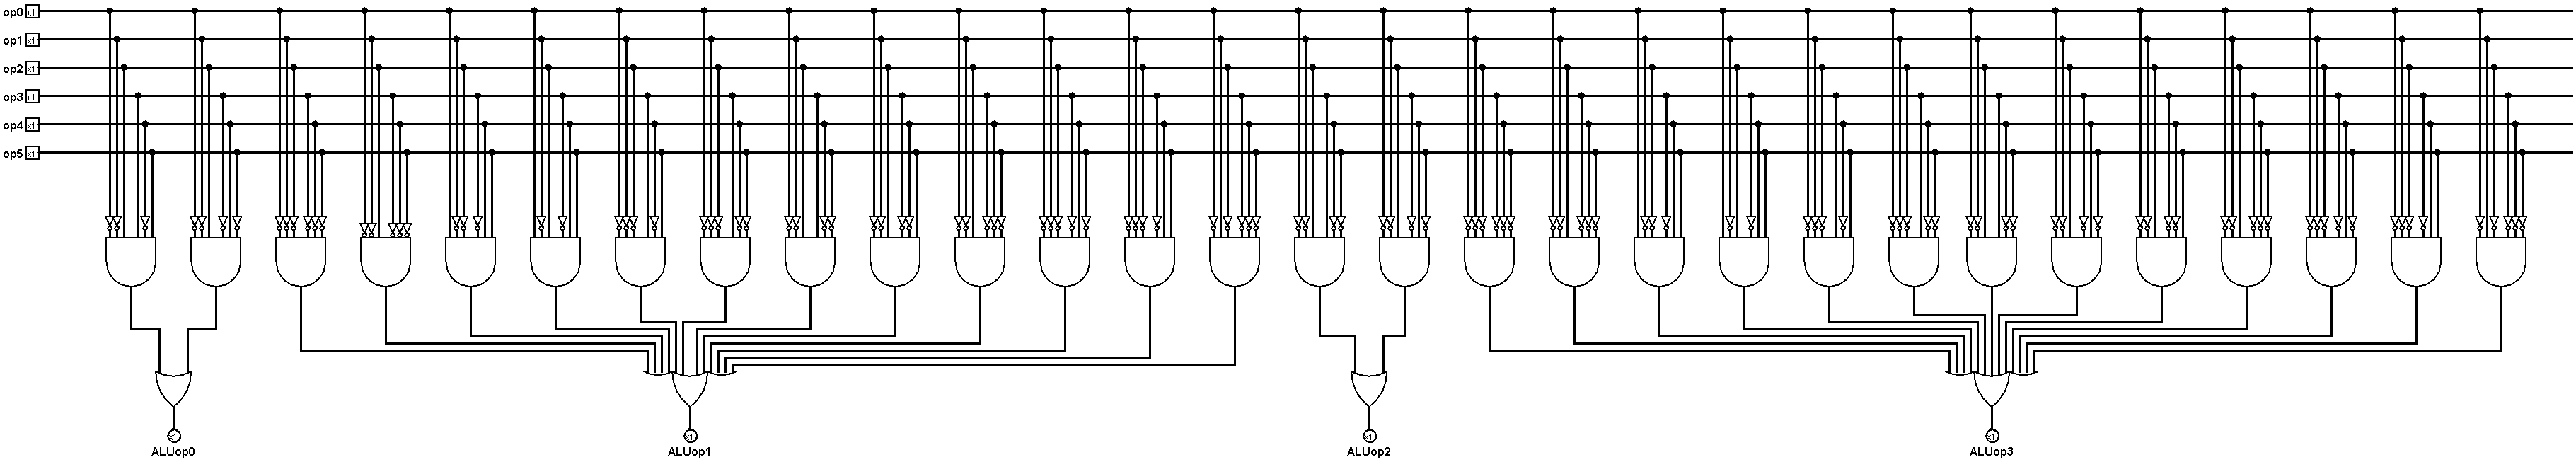 op0 x1
op1 x1
op2 x1
op3 x1
op4 x1
op5 x1
x1 x1 x1 x1
ALUop0 ALUop1 ALUop2 ALUop3